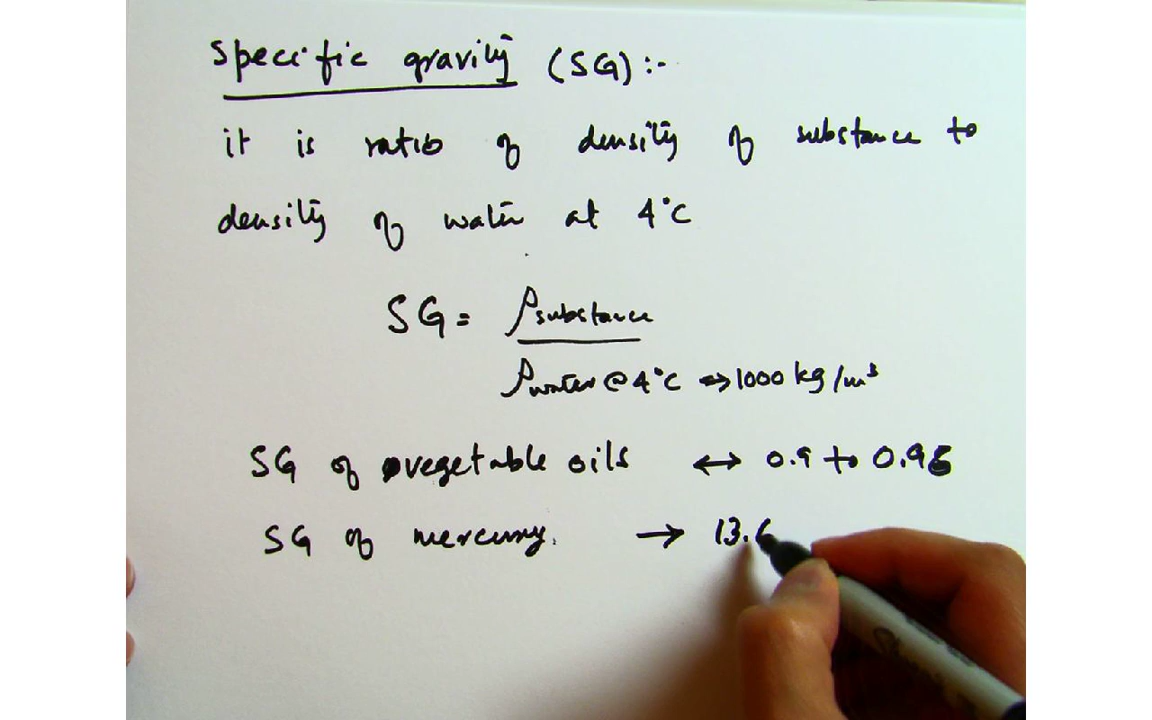 Specific gravity (SG):-
it is ratio of density of substance to
density of water at 4°C
SG = ρsubstance
ρwater @ 4°C ↔ 1000 kg/m³
SG of vegetable oils ↔ 0.9 to 0.95
SG of mercury. → 13.6